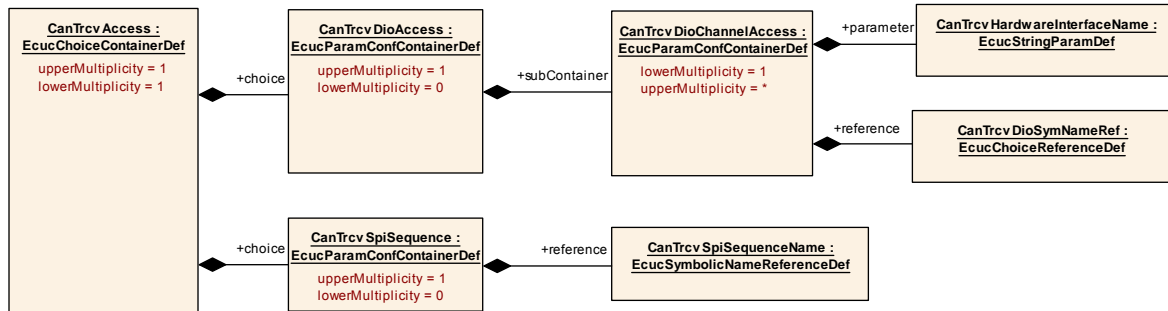 CanTrcvAccess :
EcucChoiceContainerDef
upperMultiplicity = 1
lowerMultiplicity = 1
+choice
CanTrcvDioAccess :
EcucParamConfContainerDef
upperMultiplicity = 1
lowerMultiplicity = 0
+subContainer
CanTrcvDioChannelAccess :
EcucParamConfContainerDef
lowerMultiplicity = 1
upperMultiplicity = *
+parameter
CanTrcvHardwareInterfaceName :
EcucStringParamDef
+reference
CanTrcvDioSymNameRef :
EcucChoiceReferenceDef
+choice
CanTrcvSpiSequence :
EcucParamConfContainerDef
upperMultiplicity = 1
lowerMultiplicity = 0
+reference
CanTrcvSpiSequenceName :
EcucSymbolicNameReferenceDef